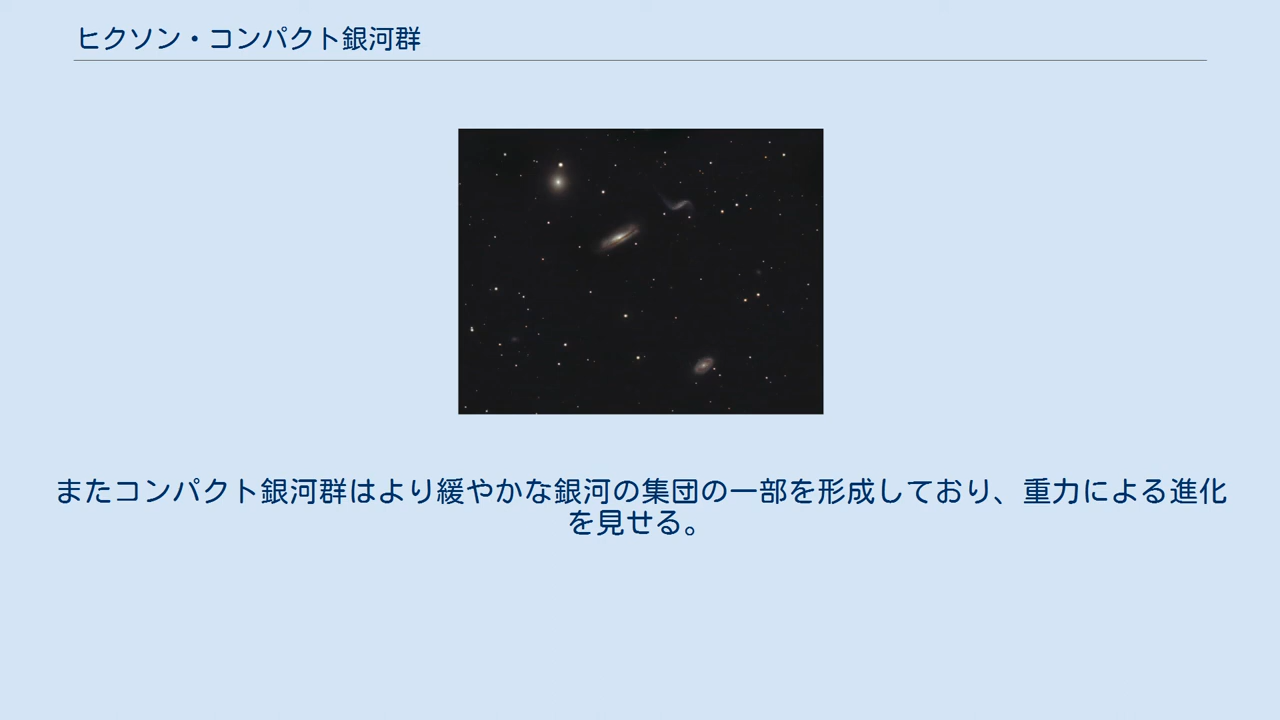 ヒクソン・コンパクト銀河群
またコンパクト銀河群はより緩やかな銀河の集団の一部を形成しており、重力による進化
を見せる。